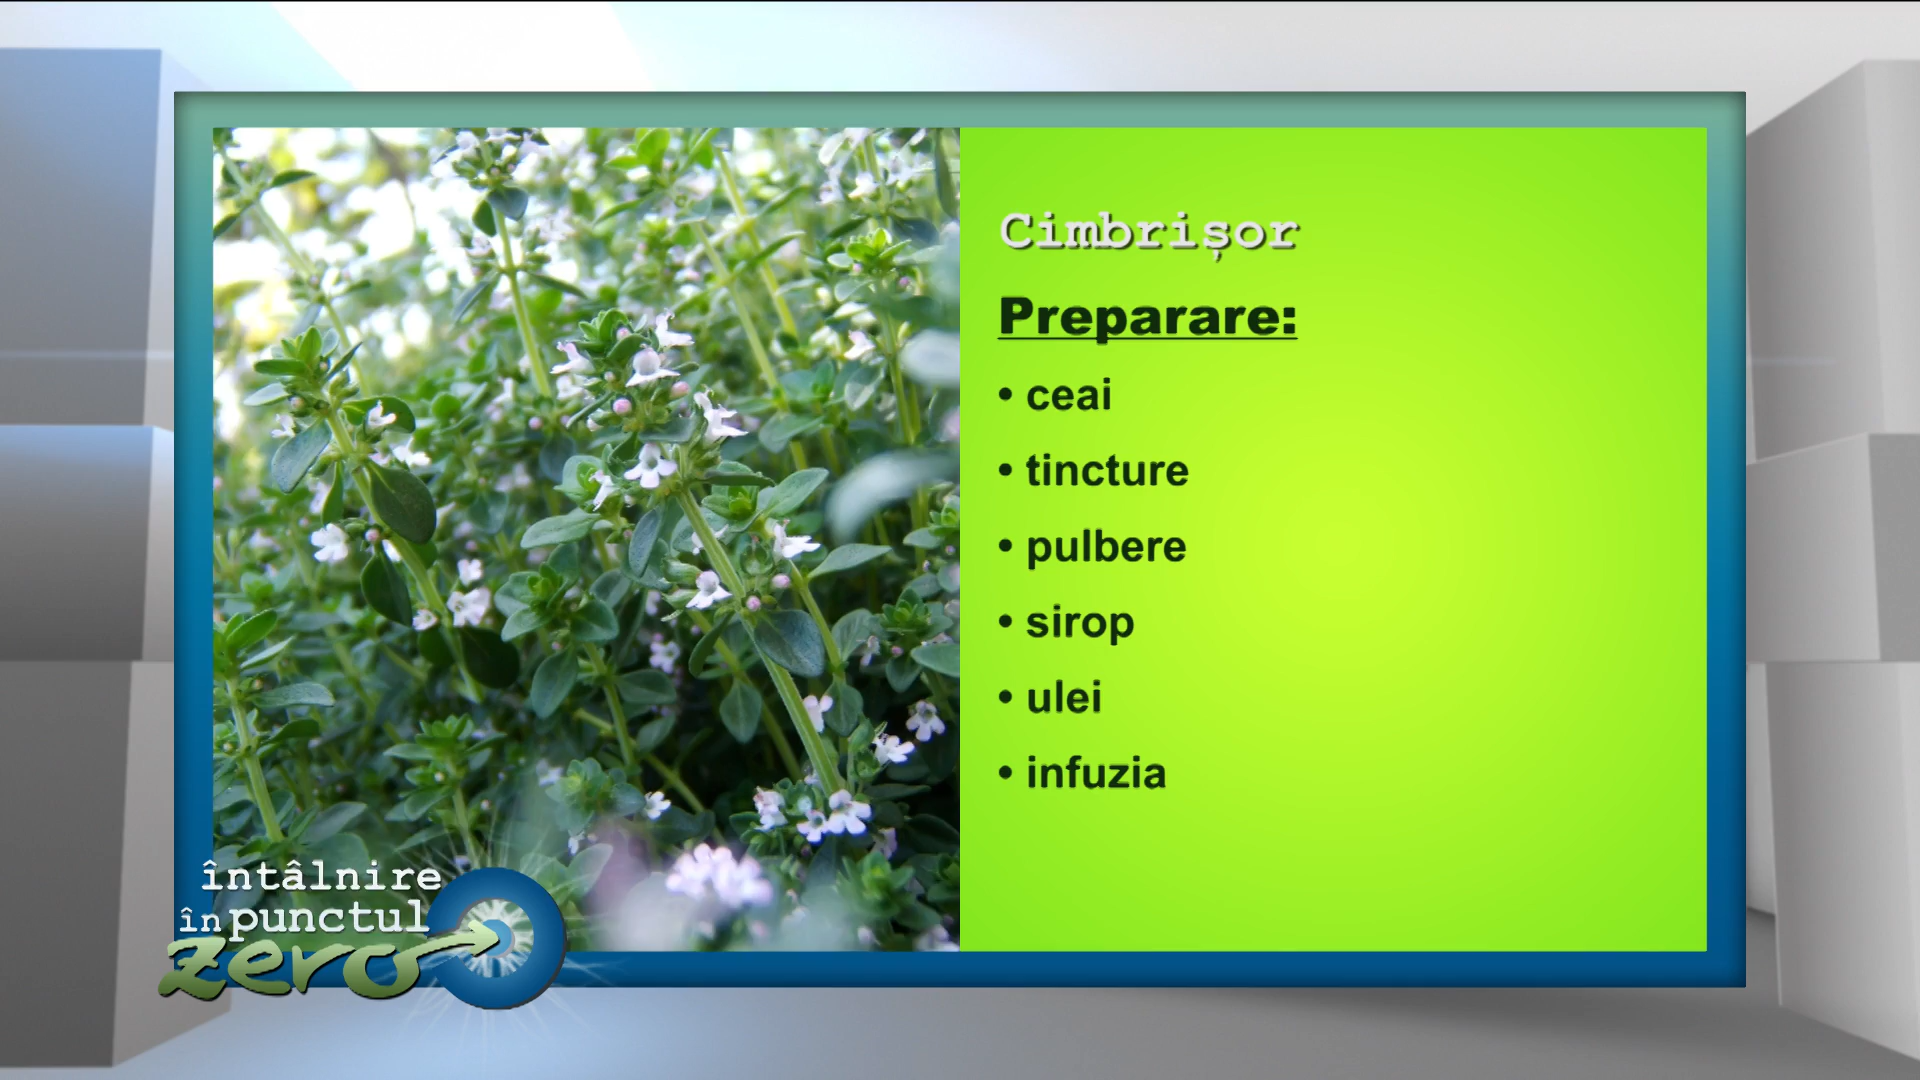 Cimbrișor
Preparare:
• ceai
• tincture
• pulbere
• sirop
• ulei
• infuzia
întâlnire
în punctul
zero